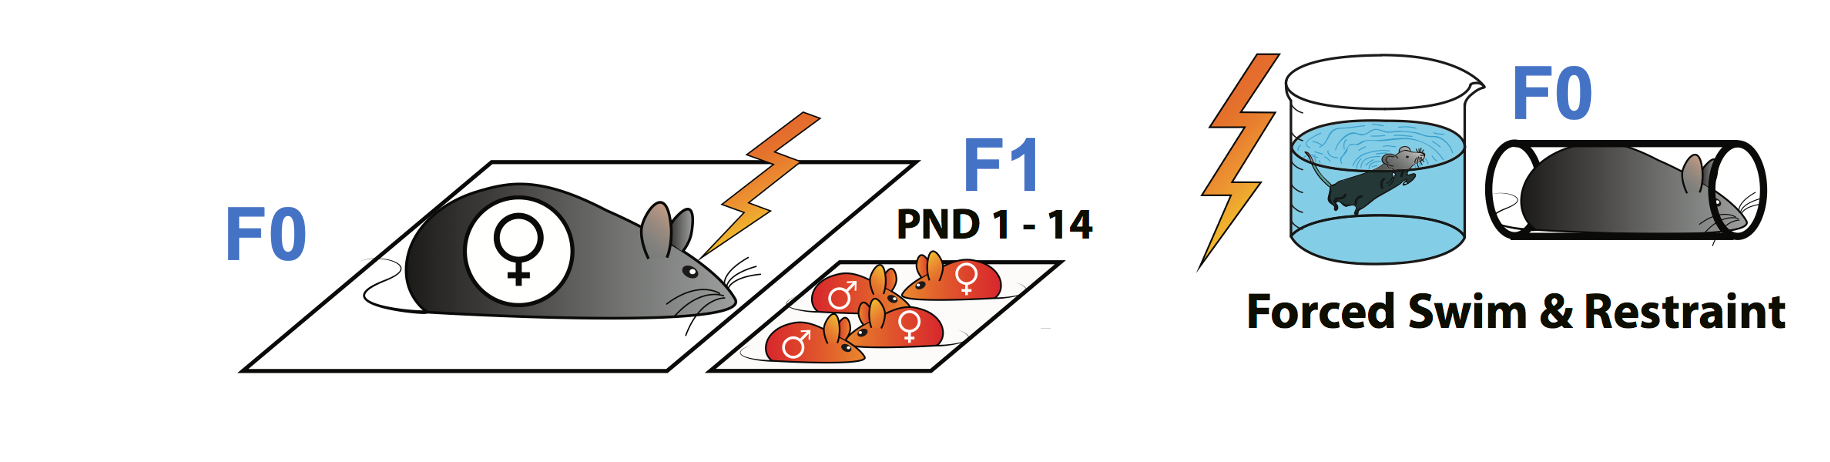 F0
F1
PND 1 - 14
F0
Forced Swim & Restraint